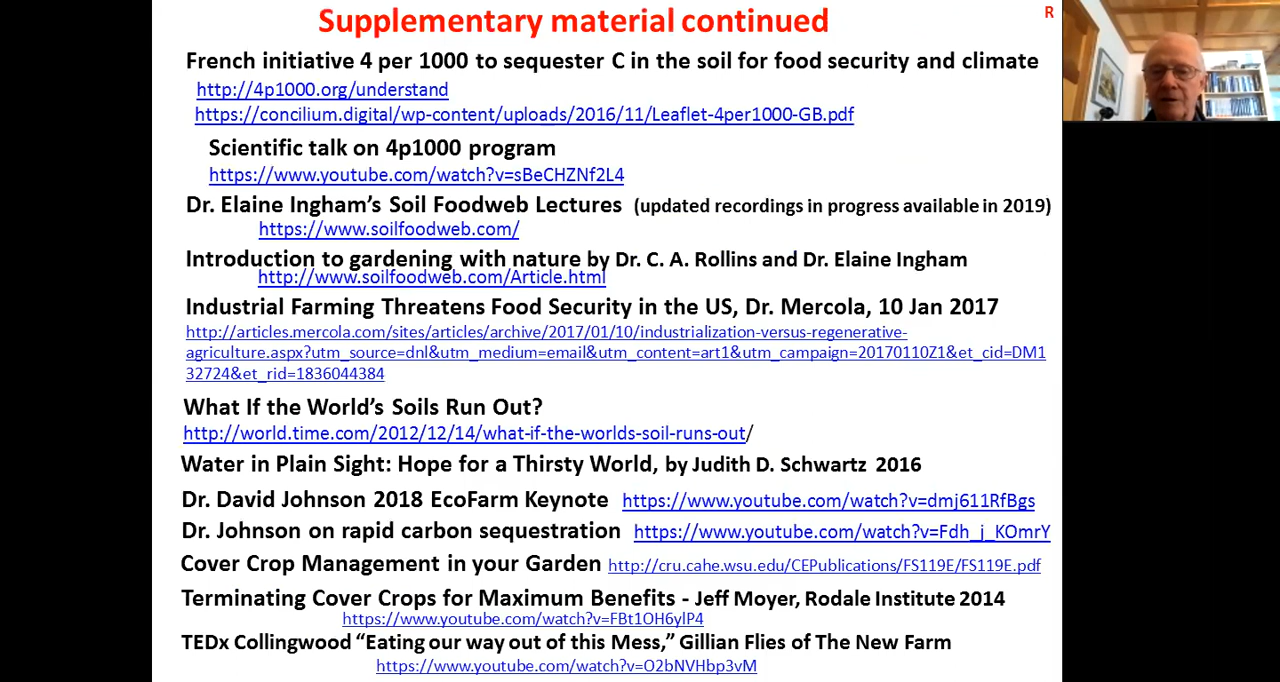 Supplementary material continued
R
French initiative 4 per 1000 to sequester C in the soil for food security and climate
http://4p1000.org/understand
https://concilium.digital/wp-content/uploads/2016/11/Leaflet-4per1000-GB.pdf
Scientific talk on 4p1000 program
https://www.youtube.com/watch?v=sBeCHZNf2L4
Dr. Elaine Ingham’s Soil Foodweb Lectures (updated recordings in progress available in 2019)
https://www.soilfoodweb.com/
Introduction to gardening with nature by Dr. C. A. Rollins and Dr. Elaine Ingham
http://www.soilfoodweb.com/Article.html
Industrial Farming Threatens Food Security in the US, Dr. Mercola, 10 Jan 2017
http://articles.mercola.com/sites/articles/archive/2017/01/10/industrialization-versus-regenerative-
agriculture.aspx?utm_source=dnl&utm_medium=email&utm_content=art1&utm_campaign=20170110Z1&et_cid=DM1
32724&et_rid=1836044384
What If the World’s Soils Run Out?
http://world.time.com/2012/12/14/what-if-the-worlds-soil-runs-out/
Water in Plain Sight: Hope for a Thirsty World, by Judith D. Schwartz 2016
Dr. David Johnson 2018 EcoFarm Keynote https://www.youtube.com/watch?v=dmj611RfBgs
Dr. Johnson on rapid carbon sequestration https://www.youtube.com/watch?v=Fdh_j_KOmrY
Cover Crop Management in your Garden http://cru.cahe.wsu.edu/CEPublications/FS119E/FS119E.pdf
Terminating Cover Crops for Maximum Benefits - Jeff Moyer, Rodale Institute 2014
https://www.youtube.com/watch?v=FBt1OH6ylP4
TEDx Collingwood “Eating our way out of this Mess,” Gillian Flies of The New Farm
https://www.youtube.com/watch?v=O2bNVHbp3vM